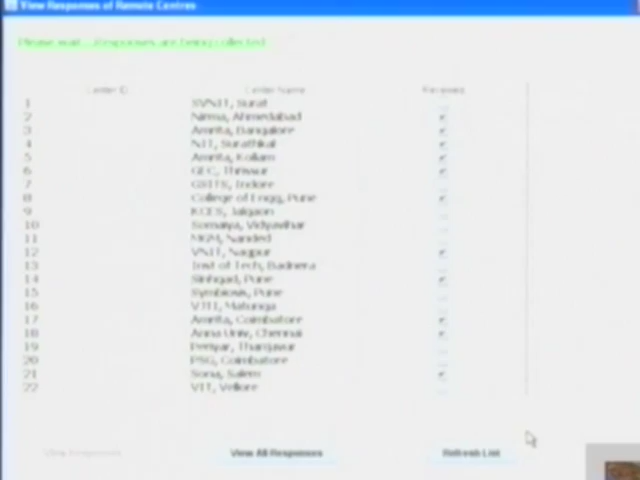 View Responses of Remote Centres
Please wait... Responses are being collected
Center ID Center Name Received
1 SVNIT, Surat
2 Nirma, Ahmedabad
3 Amrita, Bangalore
4 NIT, Surathkal
5 Amrita, Kollam
6 GEC, Thrissur
7 GSITS, Indore
8 College of Engg, Pune
9 KCES, Jalgaon
10 Somaiya, Vidyavihar
11 MGM, Nanded
12 VNIT, Nagpur
13 Inst of Tech, Badnera
14 Sinhgad, Pune
15 Symbiosis, Pune
16 VJTI, Matunga
17 Amrita, Coimbatore
18 Anna Univ, Chennai
19 Periyar, Thanjavur
20 PSG, Coimbatore
21 Sona, Salem
22 VIT, Vellore
View Responses View All Responses Refresh List